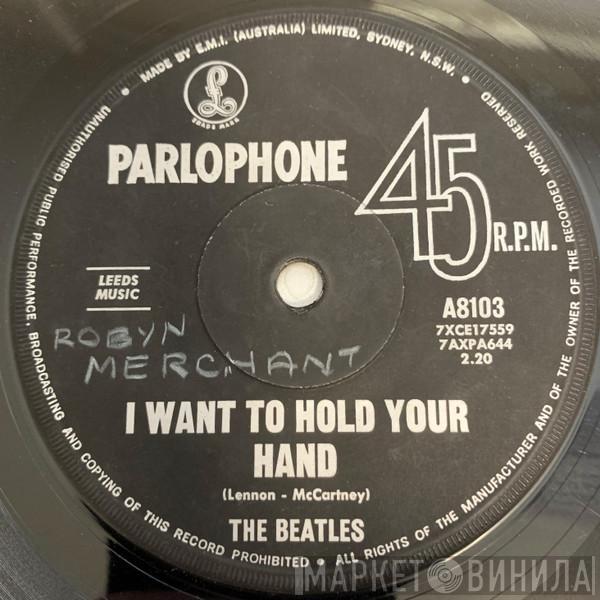 MADE BY E.M.I. (AUSTRALIA) LIMITED, SYDNEY, N.S.W. •
UNAUTHORISED PUBLIC PERFORMANCE, BROADCASTING AND COPYING OF THIS RECORD PROHIBITED • ALL RIGHTS OF THE MANUFACTURER AND OF THE OWNER OF THE RECORDED WORK RESERVED •
£
TRADE MARK
PARLOPHONE
45
R.P.M.
LEEDS
MUSIC
A8103
7XCE17559
7AXPA644
2.20
ROBYN
MERCHANT
I WANT TO HOLD YOUR
HAND
(Lennon - McCartney)
THE BEATLES
МАРКЕТ ВИНИЛА